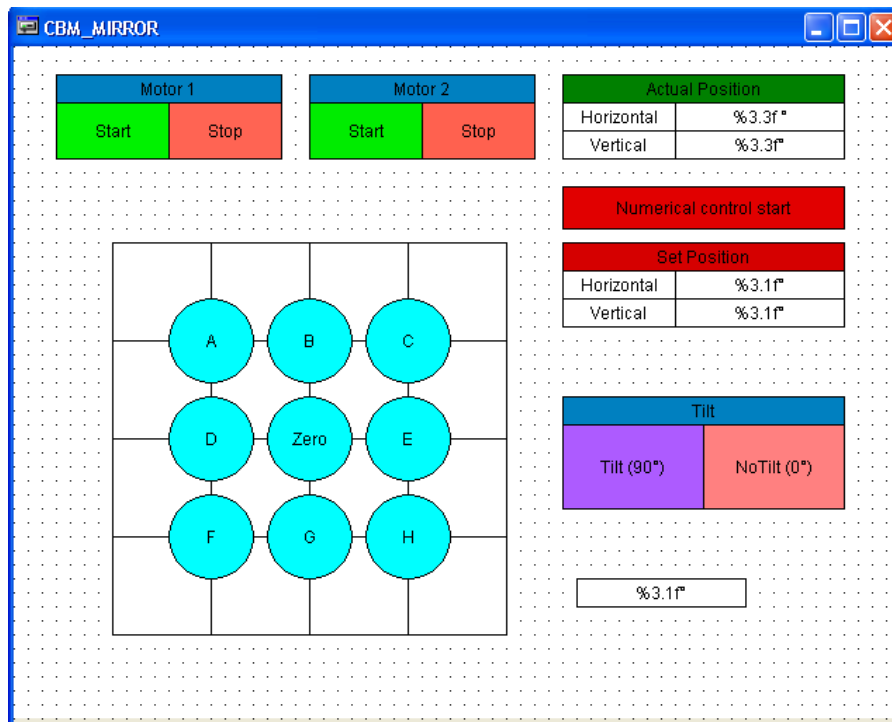 CBM_MIRROR
Motor 1
Motor 2
Actual Position
Start
Stop
Start
Stop
Horizontal
%3.3f °
Vertical
%3.3f°
Numerical control start
Set Position
Horizontal
%3.1f°
Vertical
%3.1f°
A
B
C
D
Zero
E
F
G
H
Tilt
Tilt (90°)
NoTilt (0°)
%3.1f°